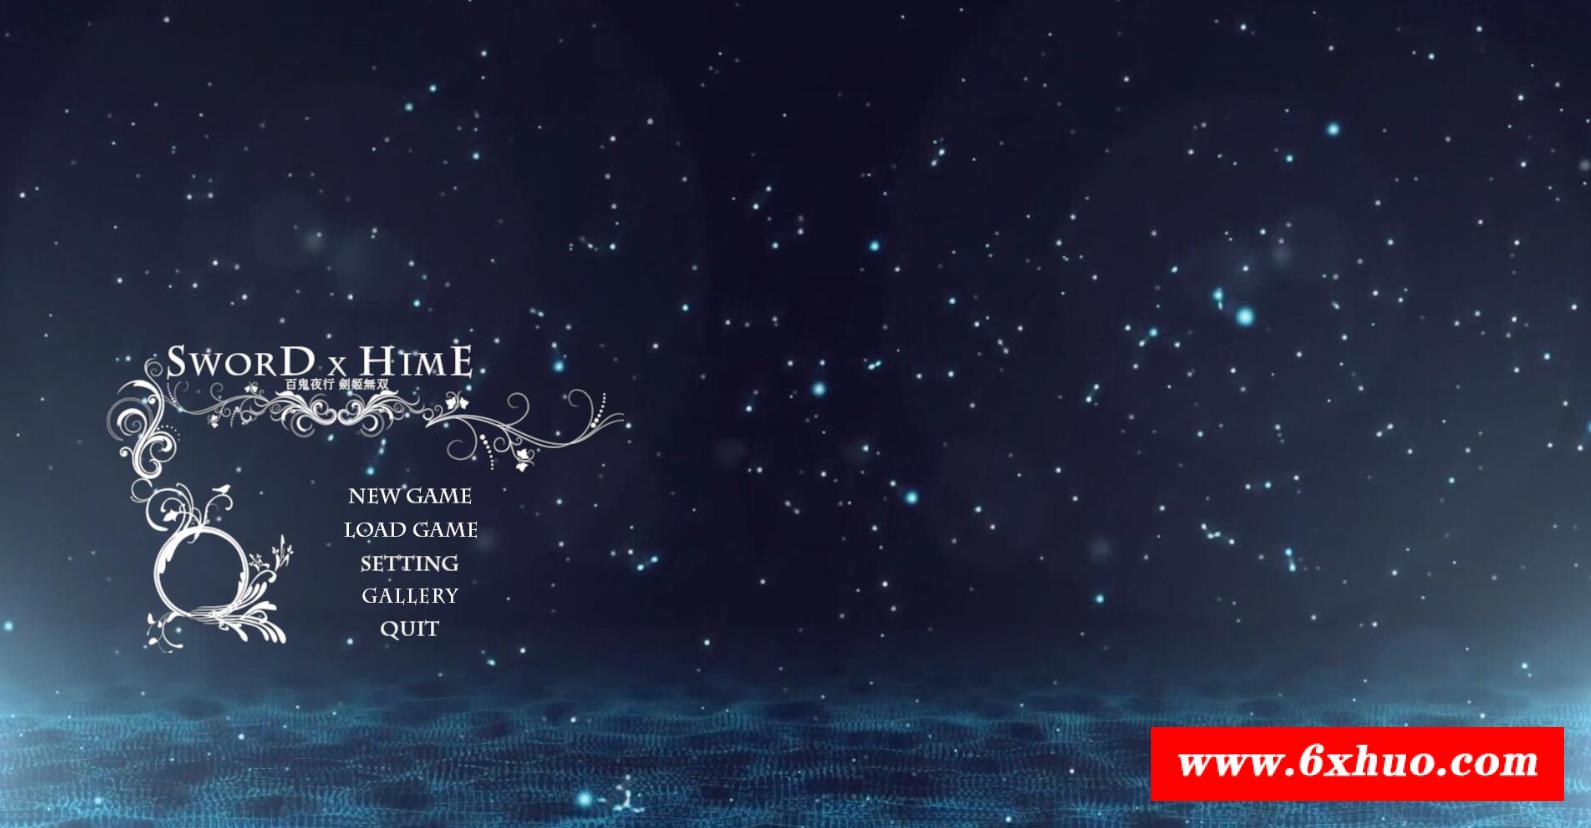 SWORD X HIME
百鬼夜行 劍姬無双
NEW GAME
LOAD GAME
SETTING
GALLERY
QUIT
www.6xhuo.com